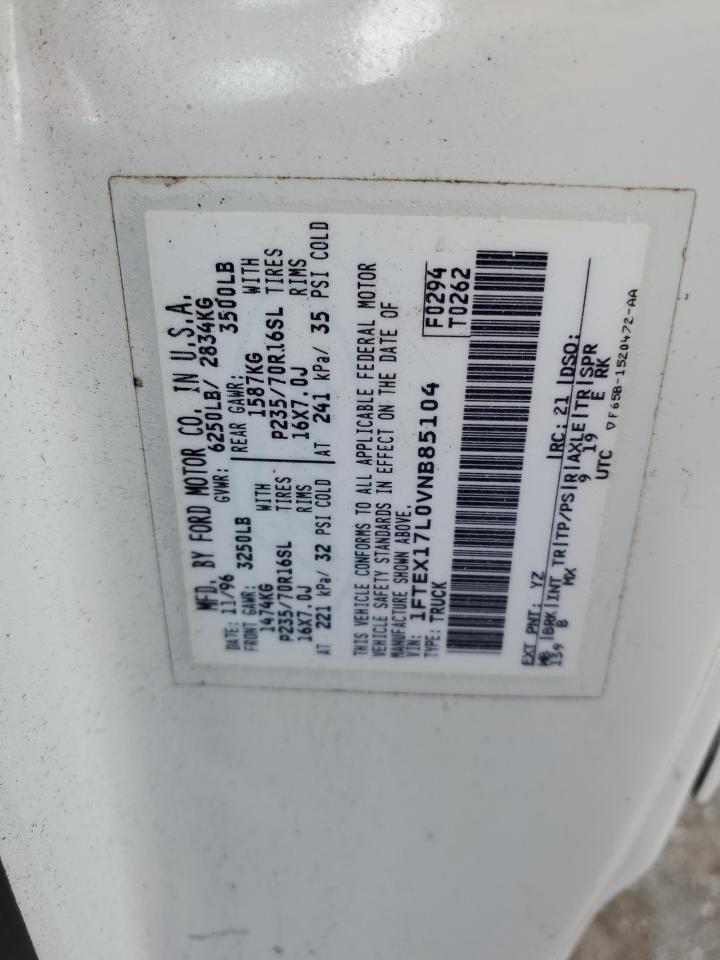 MFD. BY FORD MOTOR CO. IN U.S.A.
DATE: 11/96 GVWR: 6250LB/ 2834KG
FRONT GAWR: 3250LB REAR GAWR: 3500LB
1474KG WITH 1587KG WITH
P235/70R16SL TIRES P235/70R16SL TIRES
16X7.0J RIMS 16X7.0J RIMS
AT 221 kPa/ 32 PSI COLD AT 241 kPa/ 35 PSI COLD
THIS VEHICLE CONFORMS TO ALL APPLICABLE FEDERAL MOTOR
VEHICLE SAFETY STANDARDS IN EFFECT ON THE DATE OF
MANUFACTURE SHOWN ABOVE.
VIN: 1FTEX17L0VNB85104 F0294
TYPE: TRUCK T0262
EXT PNT: YZ RC: 21 DSO:
WB BRK INT TR TP/PS R AXLE TR SPR
139 B MX 9 19 E RK
UTC
▽F65B-1520472-AA